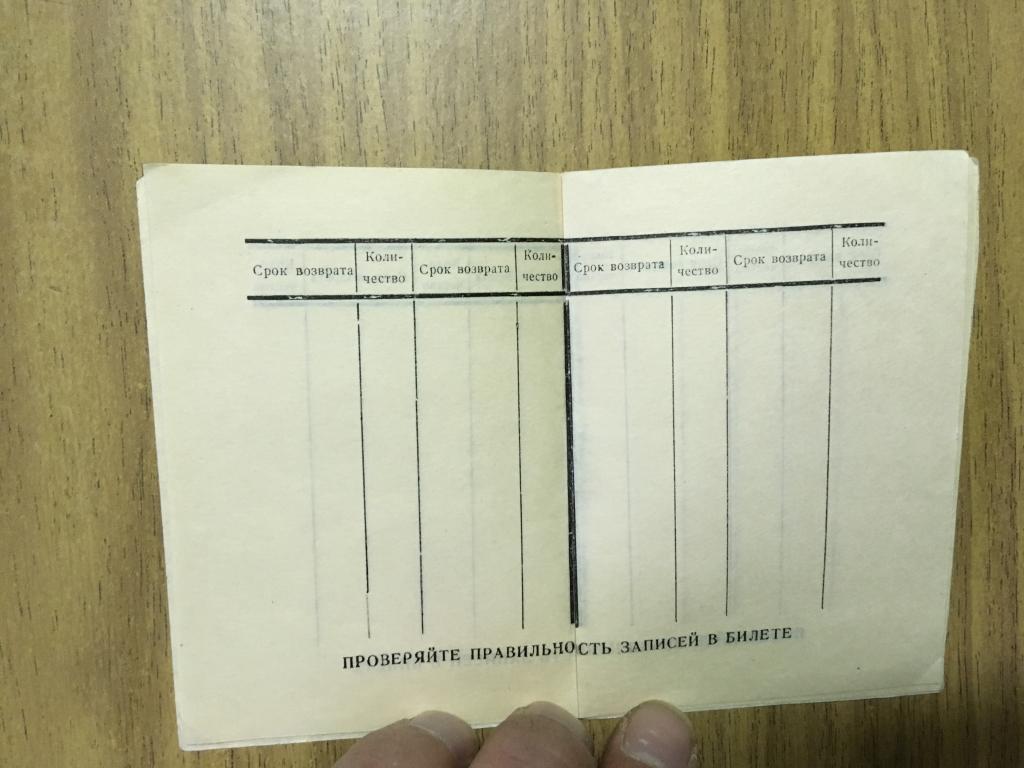 Срок возврата Коли-чество Срок возврата Коли-чество Срок возврата Коли-чество Срок возврата Коли-чество
ПРОВЕРЯЙТЕ ПРАВИЛЬНОСТЬ ЗАПИСЕЙ В БИЛЕТЕ